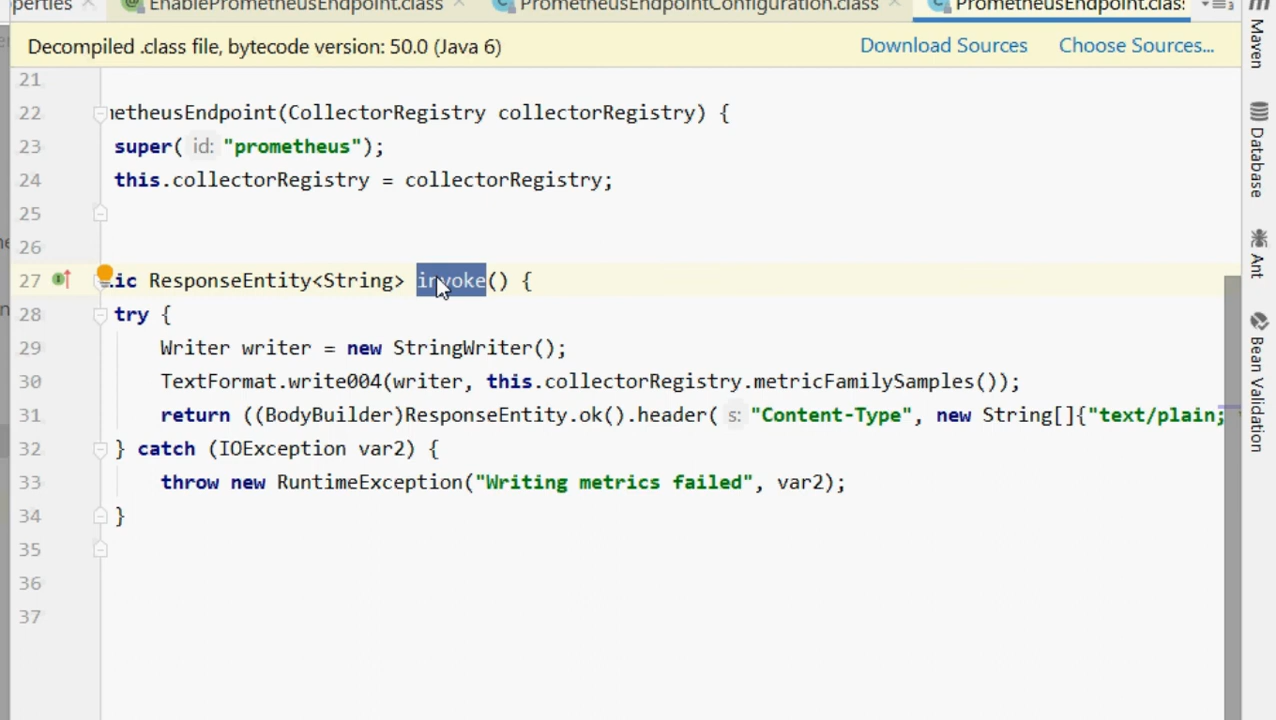 perties EnablePrometheusEndpoint.class PrometheusEndpointConfiguration.class PrometheusEndpoint.class
Decompiled .class file, bytecode version: 50.0 (Java 6) Download Sources Choose Sources...
21
22 metheusEndpoint(CollectorRegistry collectorRegistry) {
23 super( id: "prometheus");
24 this.collectorRegistry = collectorRegistry;
25
26
27 ic ResponseEntity<String> invoke() {
28 try {
29 Writer writer = new StringWriter();
30 TextFormat.write004(writer, this.collectorRegistry.metricFamilySamples());
31 return ((BodyBuilder)ResponseEntity.ok().header( s: "Content-Type", new String[]{"text/plain;
32 } catch (IOException var2) {
33 throw new RuntimeException("Writing metrics failed", var2);
34 }
35
36
37
Maven
Database
Ant
Bean Validation